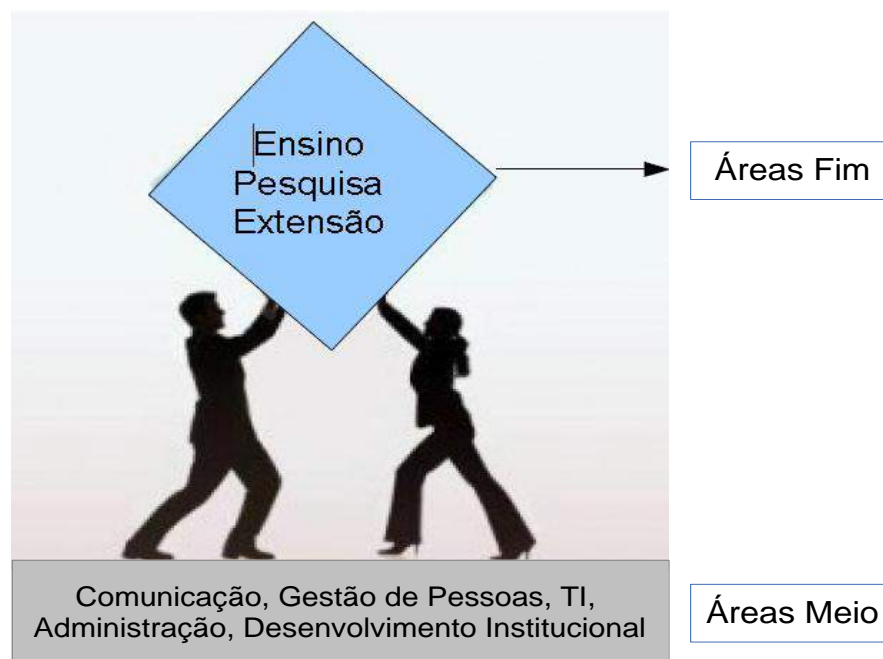 Ensino
Pesquisa
Extensão
Áreas Fim
Comunicação, Gestão de Pessoas, TI,
Administração, Desenvolvimento Institucional
Áreas Meio